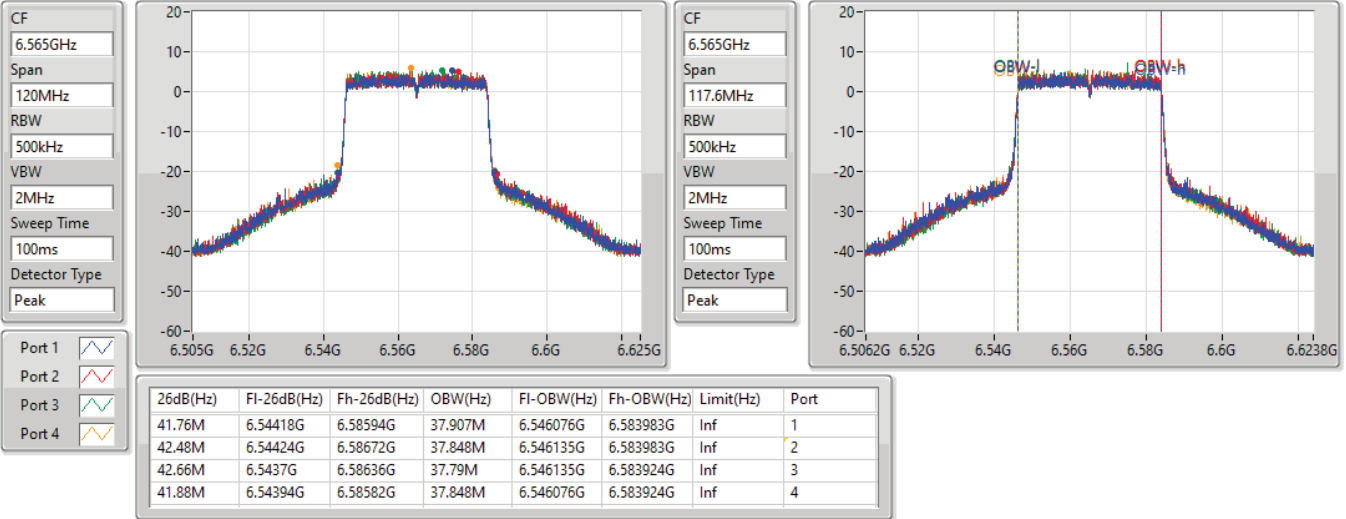 CF
6.565GHz
Span
120MHz
RBW
500kHz
VBW
2MHz
Sweep Time
100ms
Detector Type
Peak
Port 1
Port 2
Port 3
Port 4
20
10
0
-10
-20
-30
-40
-50
-60
6.505G 6.52G 6.54G 6.56G 6.58G 6.6G 6.625G
CF
6.565GHz
Span
117.6MHz
RBW
500kHz
VBW
2MHz
Sweep Time
100ms
Detector Type
Peak
20
10
0
-10
-20
-30
-40
-50
-60
OBW-l OBW-h
6.5062G 6.52G 6.54G 6.56G 6.58G 6.6G 6.6238G
26dB(Hz) Fl-26dB(Hz) Fh-26dB(Hz) OBW(Hz) Fl-OBW(Hz) Fh-OBW(Hz) Limit(Hz) Port
41.76M 6.54418G 6.58594G 37.907M 6.546076G 6.583983G Inf 1
42.48M 6.54424G 6.58672G 37.848M 6.546135G 6.583983G Inf 2
42.66M 6.5437G 6.58636G 37.79M 6.546135G 6.583924G Inf 3
41.88M 6.54394G 6.58582G 37.848M 6.546076G 6.583924G Inf 4